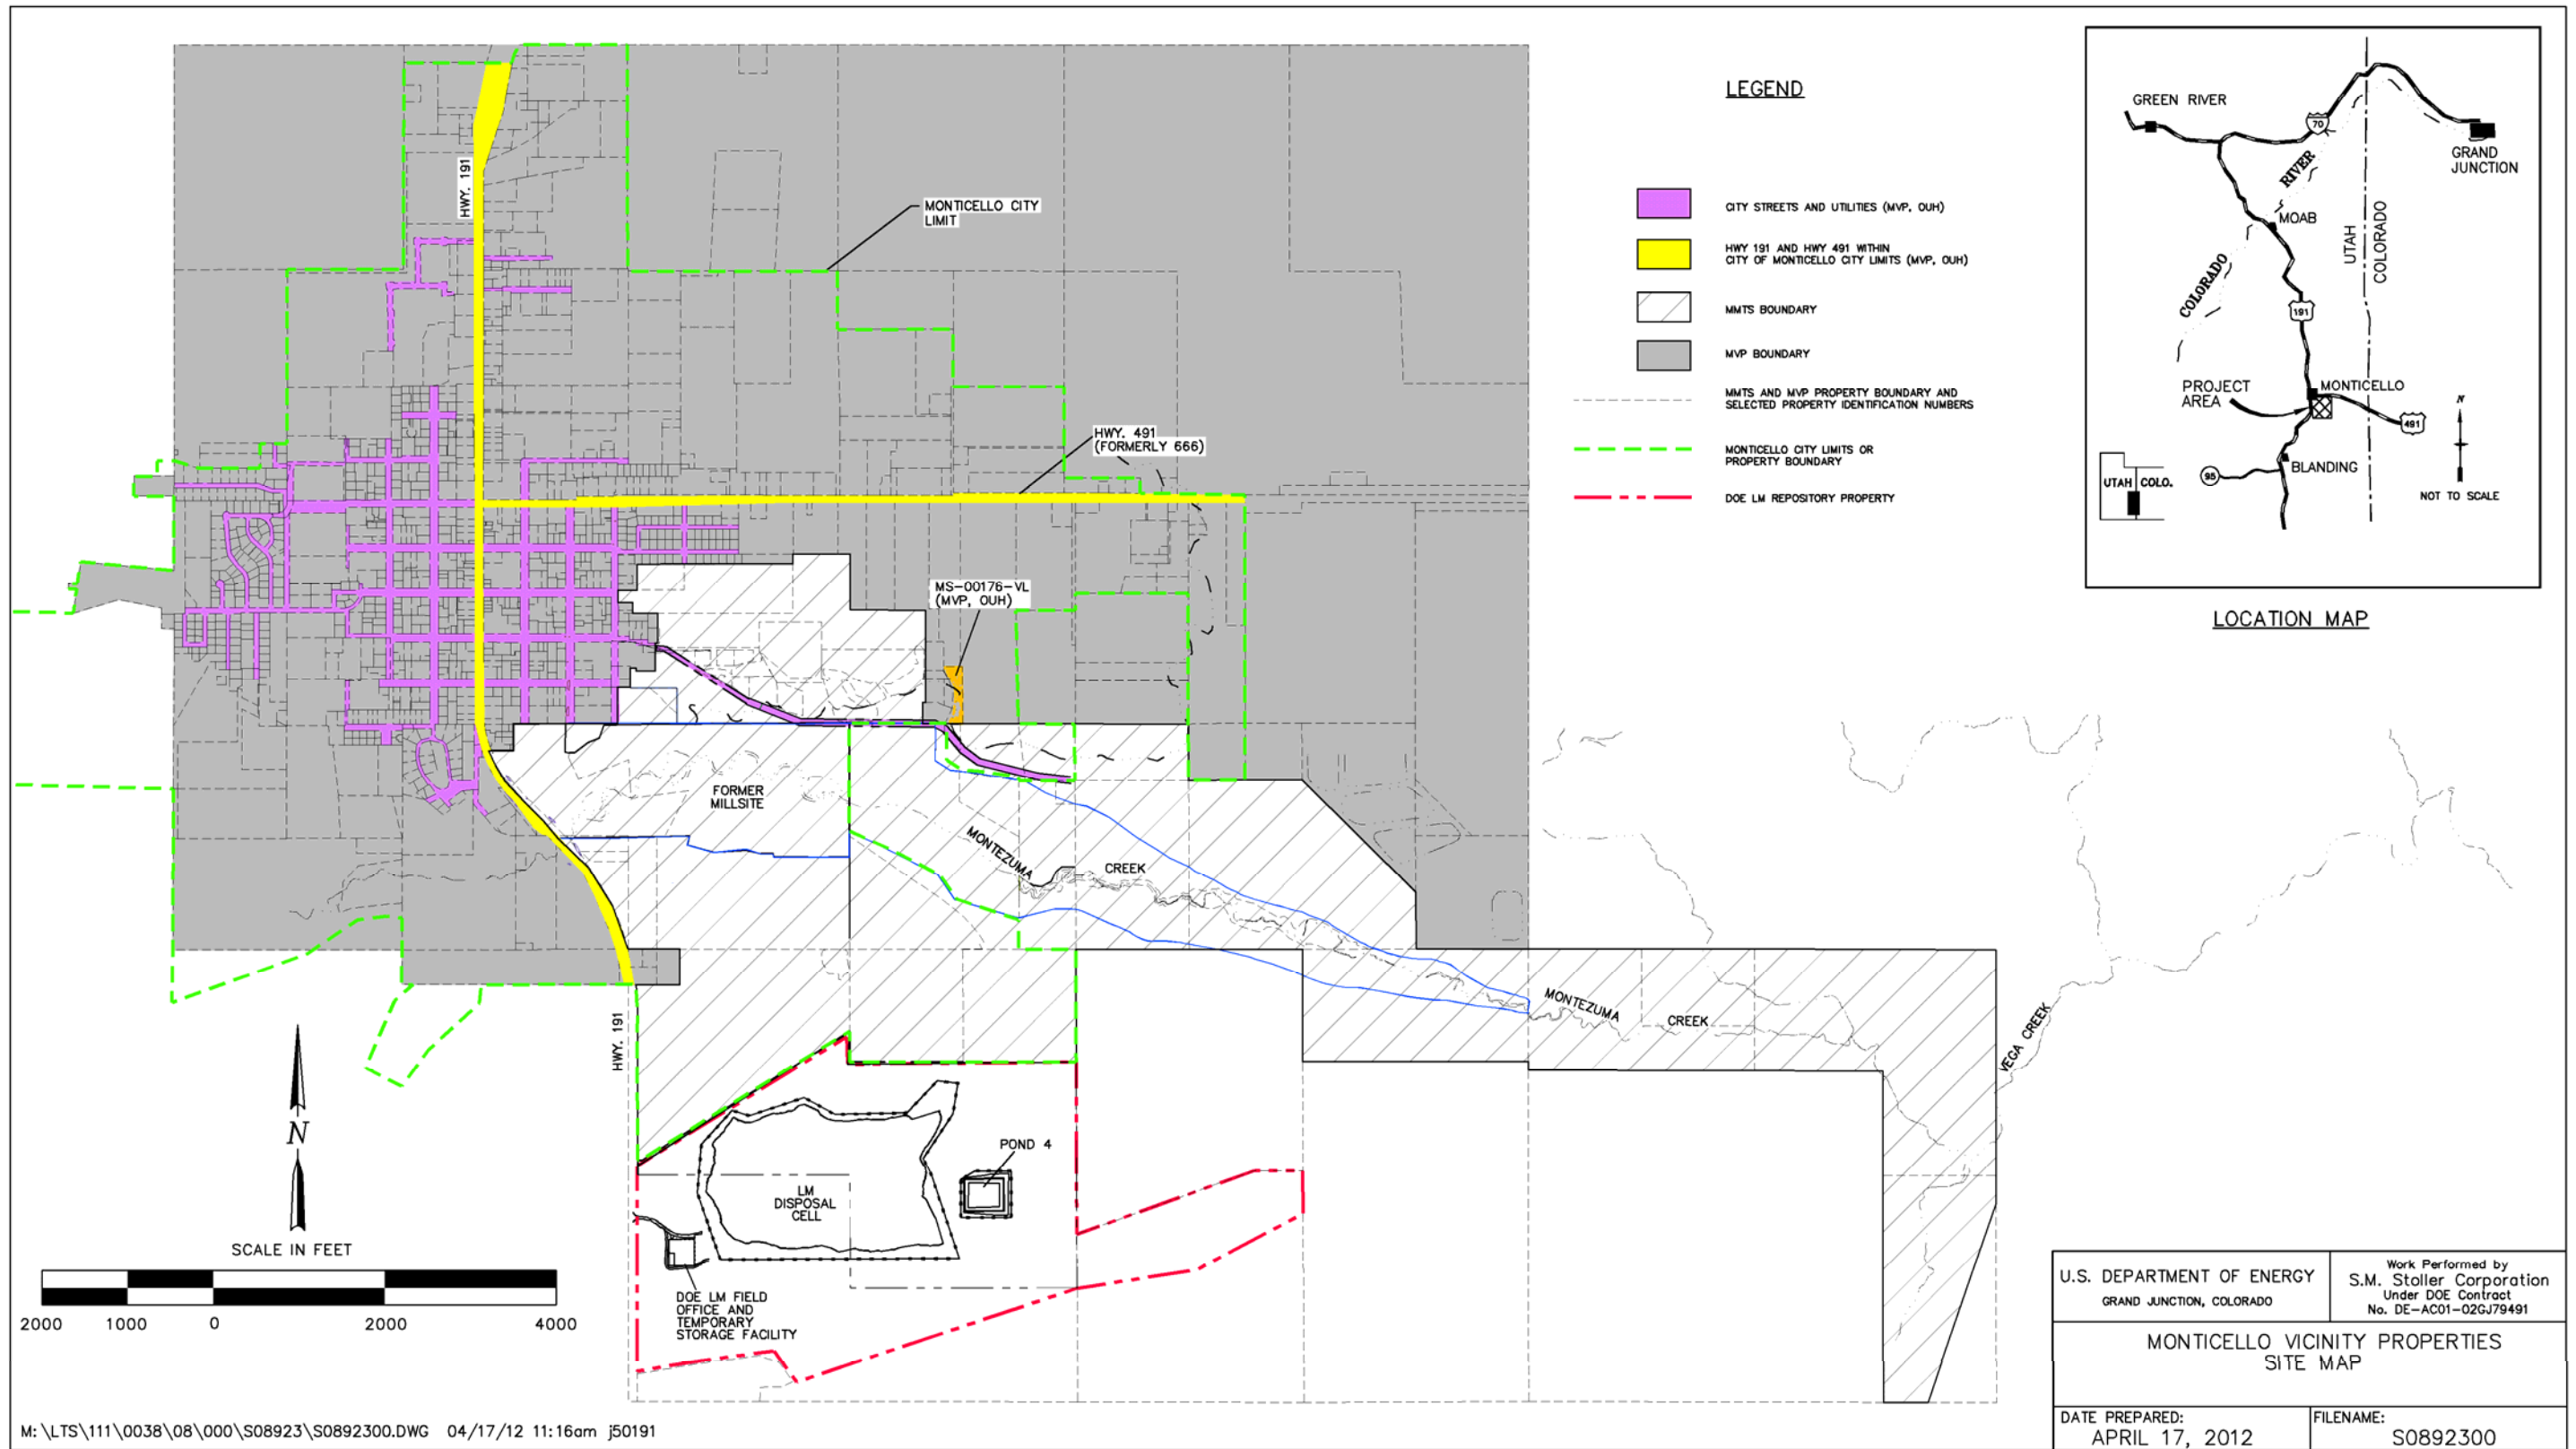 HWY. 191
MONTICELLO CITY
LIMIT
HWY. 491
(FORMERLY 666)
MS-00176-VL
(MVP, OUH)
FORMER
MILLSITE
MONTEZUMA
CREEK
MONTEZUMA
CREEK
VEGA CREEK
HWY. 191
POND 4
LM
DISPOSAL
CELL
DOE LM FIELD
OFFICE AND
TEMPORARY
STORAGE FACILITY
N
SCALE IN FEET
2000 1000 0 2000 4000
LEGEND
CITY STREETS AND UTILITIES (MVP, OUH)
HWY 191 AND HWY 491 WITHIN
CITY OF MONTICELLO CITY LIMITS (MVP, OUH)
MMTS BOUNDARY
MVP BOUNDARY
MMTS AND MVP PROPERTY BOUNDARY AND
SELECTED PROPERTY IDENTIFICATION NUMBERS
MONTICELLO CITY LIMITS OR
PROPERTY BOUNDARY
DOE LM REPOSITORY PROPERTY
GREEN RIVER
70
GRAND
JUNCTION
COLORADO
RIVER
MOAB
UTAH
COLORADO
191
PROJECT
AREA
MONTICELLO
491
N
95
BLANDING
UTAH COLO.
NOT TO SCALE
LOCATION MAP
U.S. DEPARTMENT OF ENERGY
GRAND JUNCTION, COLORADO
Work Performed by
S.M. Stoller Corporation
Under DOE Contract
No. DE-AC01-02GJ79491
MONTICELLO VICINITY PROPERTIES
SITE MAP
DATE PREPARED:
APRIL 17, 2012
FILENAME:
S0892300
M:\LTS\111\0038\08\000\S08923\S0892300.DWG 04/17/12 11:16am j50191